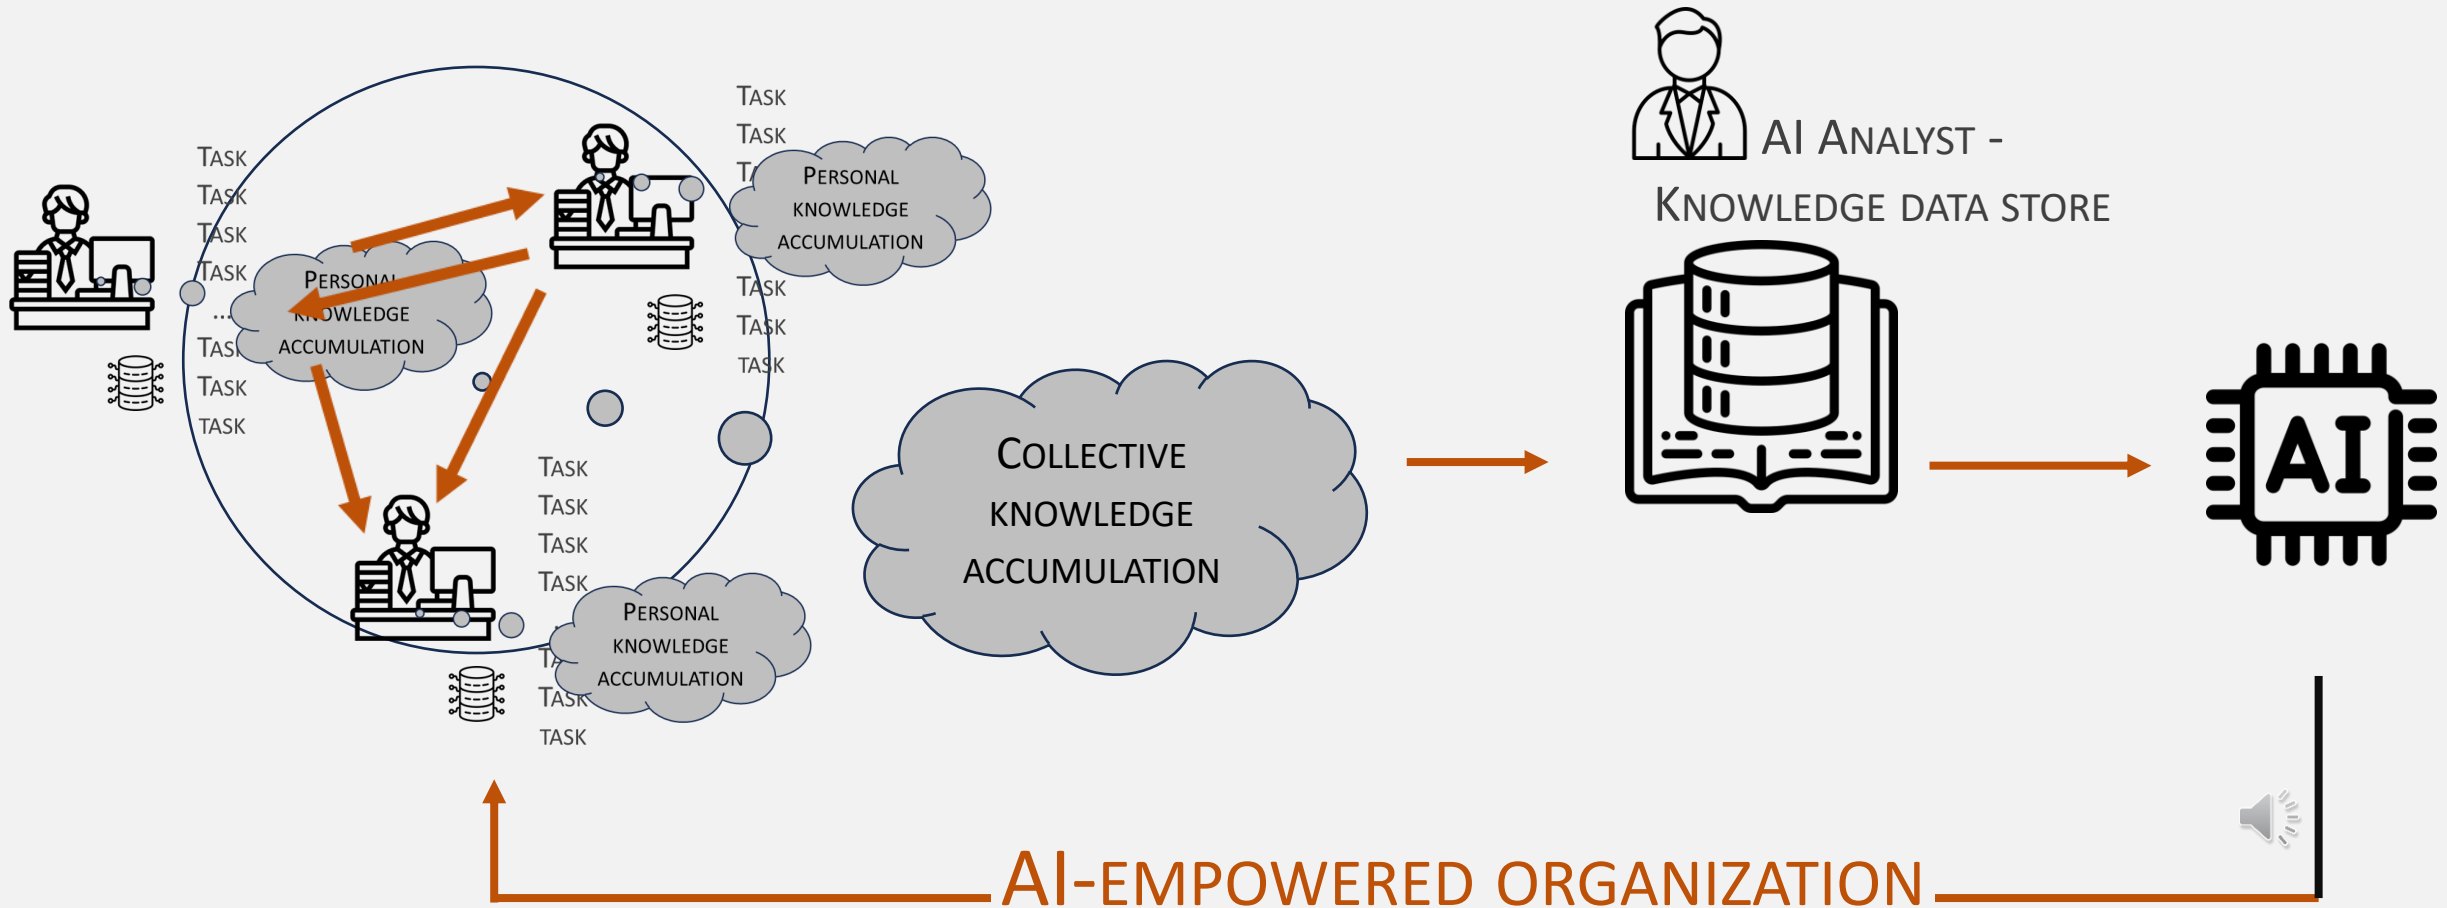 Task
Task
Task
Task
...
Task
Task
task
Personal
knowledge
accumulation
Task
Task
Task
Task
task
Personal
knowledge
accumulation
Task
Task
Task
Task
Task
task
Personal
knowledge
accumulation
Collective
knowledge
accumulation
AI Analyst -
Knowledge data store
AI
AI-empowered organization